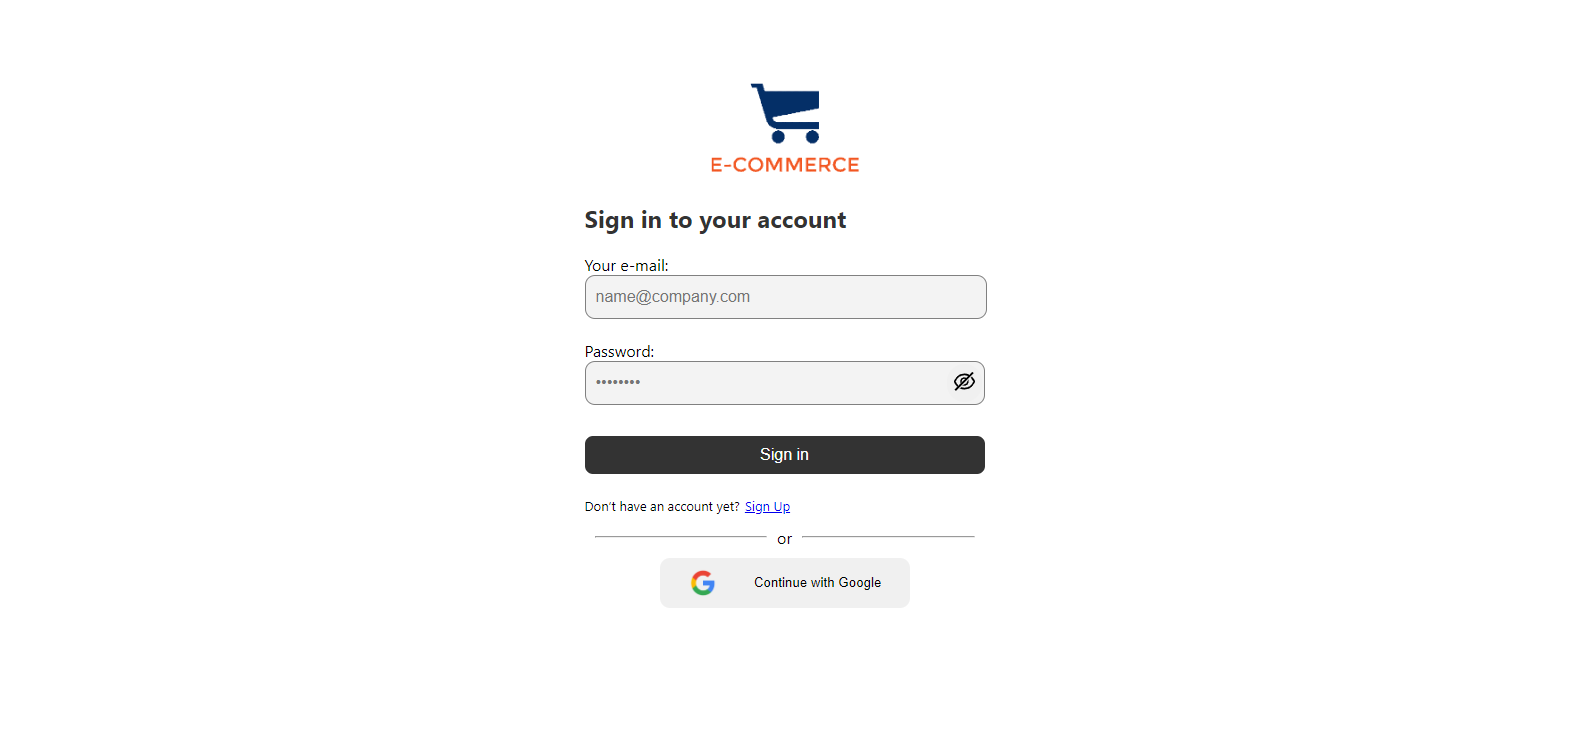 E-COMMERCE
Sign in to your account
Your e-mail:
name@company.com
Password:
••••••••
Sign in
Don't have an account yet? Sign Up
or
Continue with Google